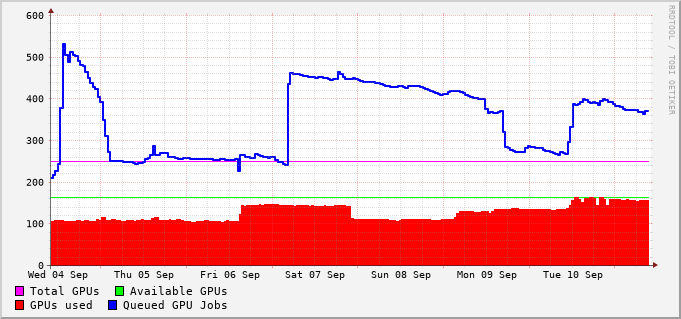 600
500
400
300
200
100
0
Wed 04 Sep Thu 05 Sep Fri 06 Sep Sat 07 Sep Sun 08 Sep Mon 09 Sep Tue 10 Sep
Total GPUs Available GPUs
GPUs used Queued GPU Jobs
RRDTOOL / TOBI OETIKER